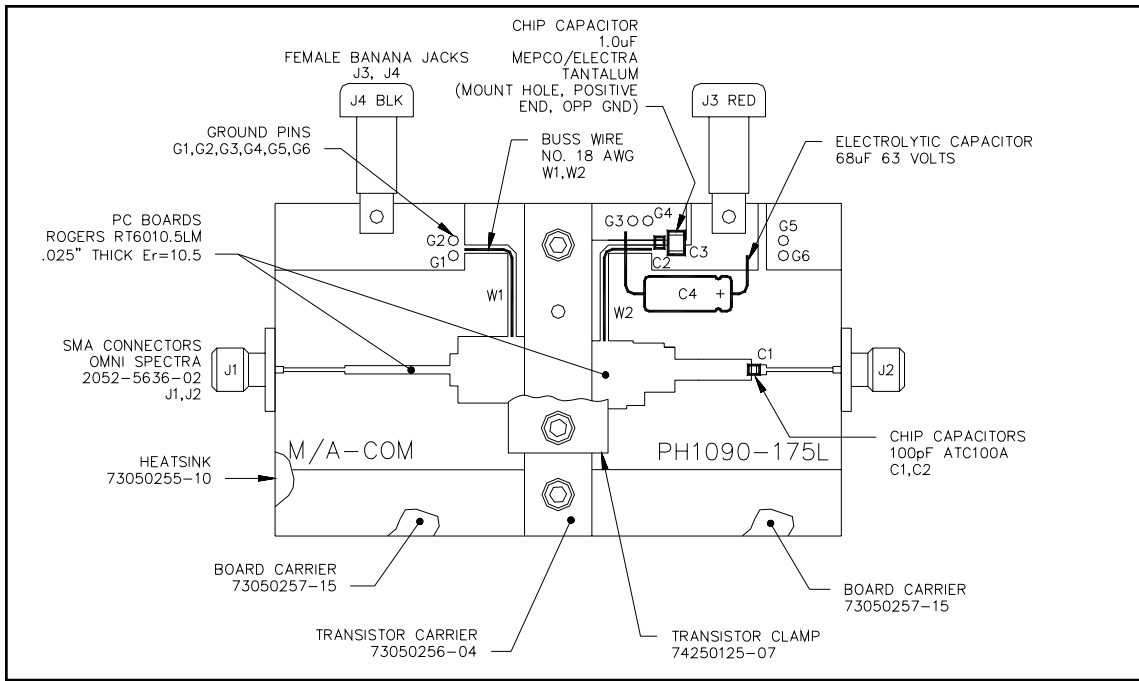 CHIP CAPACITOR
1.0uF
MEPCO/ELECTRA
TANTALUM
(MOUNT HOLE, POSITIVE
END, OPP GND)
FEMALE BANANA JACKS
J3, J4
J4 BLK
J3 RED
GROUND PINS
G1,G2,G3,G4,G5,G6
BUSS WIRE
NO. 18 AWG
W1,W2
ELECTROLYTIC CAPACITOR
68uF 63 VOLTS
PC BOARDS
ROGERS RT6010.5LM
.025" THICK Er=10.5
G2
G1
G3
G4
C2
C3
G5
G6
W1
W2
C4
+
SMA CONNECTORS
OMNI SPECTRA
2052-5636-02
J1,J2
J1
C1
J2
M/A-COM
PH1090-175L
CHIP CAPACITORS
100pF ATC100A
C1,C2
HEATSINK
73050255-10
BOARD CARRIER
73050257-15
BOARD CARRIER
73050257-15
TRANSISTOR CARRIER
73050256-04
TRANSISTOR CLAMP
74250125-07